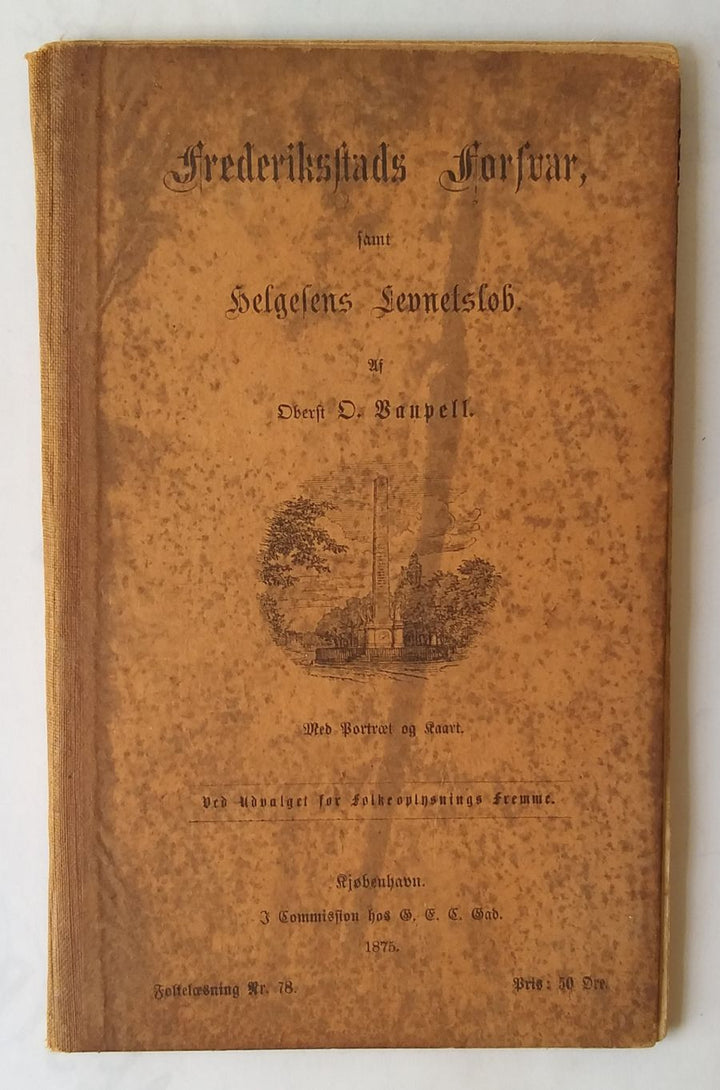 Frederiksstads Forsvar,
samt
Helgesens Levnetsløb.
Af
Oberst O. Vaupell.
Med Portræt og Kaart.
Ved Udvalget for Folkeoplysnings Fremme.
Kjøbenhavn.
I Commission hos G. E. C. Gad.
1875.
Folkelæsning Nr. 78.
Pris: 50 Øre.